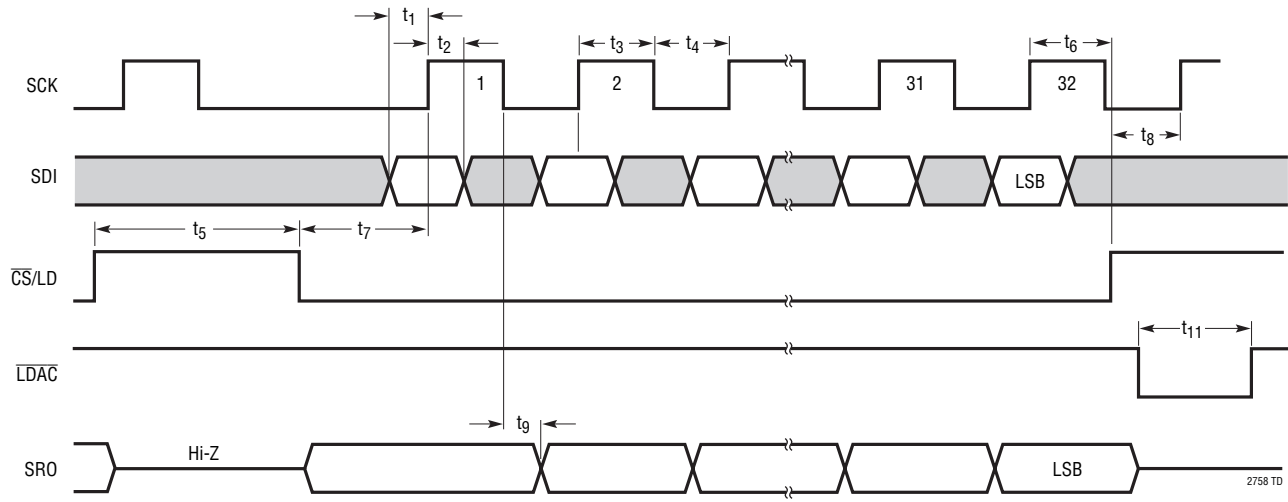 t1
t2 t3 t4 t6
SCK 1 2 31 32
t8
SDI LSB
t5 t7
CS/LD
t11
LDAC
t9
Hi-Z
SRO LSB
2758 TD